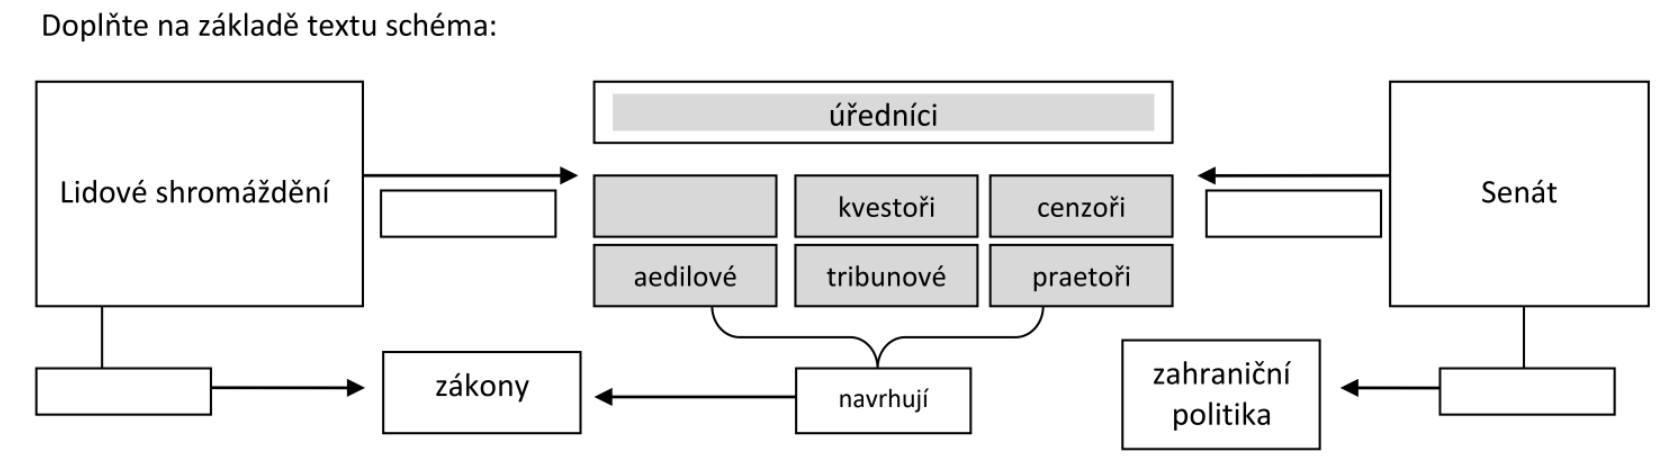 Doplňte na základě textu schéma:
úředníci
Lidové shromáždění
kvestoři
cenzoři
Senát
aedilové
tribunové
praetoři
zákony
navrhují
zahraniční
politika